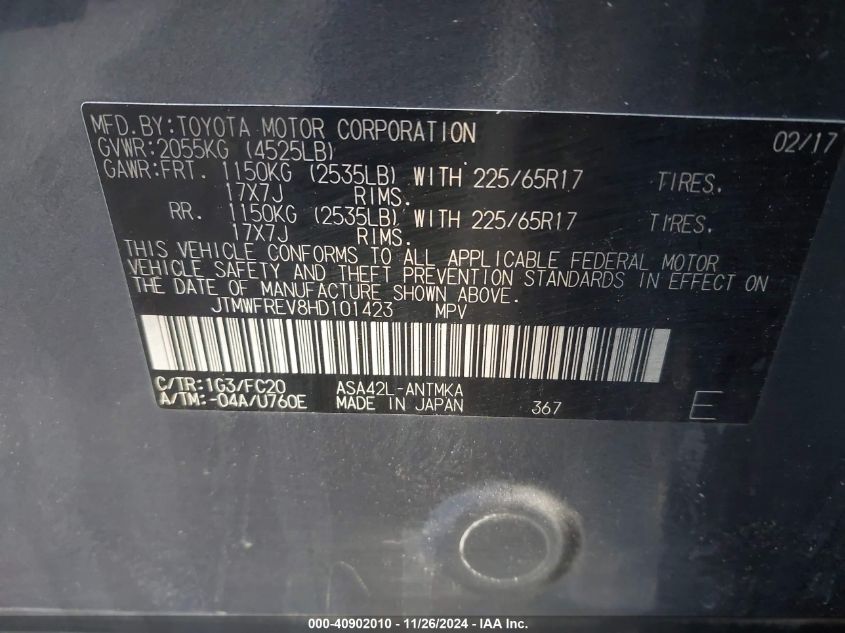 MFD.BY:TOYOTA MOTOR CORPORATION 02/17
GVWR:2055KG (4525LB)
GAWR:FRT. 1150KG (2535LB) WITH 225/65R17 TIRES.
17X7J RIMS.
RR. 1150KG (2535LB) WITH 225/65R17 TIRES.
17X7J RIMS.
THIS VEHICLE CONFORMS TO ALL APPLICABLE FEDERAL MOTOR
VEHICLE SAFETY AND THEFT PREVENTION STANDARDS IN EFFECT ON
THE DATE OF MANUFACTURE SHOWN ABOVE.
JTMWFREV8HD101423 MPV
C/TR:1G3/FC20 ASA42L-ANTMKA
A/TM:-04A/U760E MADE IN JAPAN 367 E
000-40902010 - 11/26/2024 - IAA Inc.